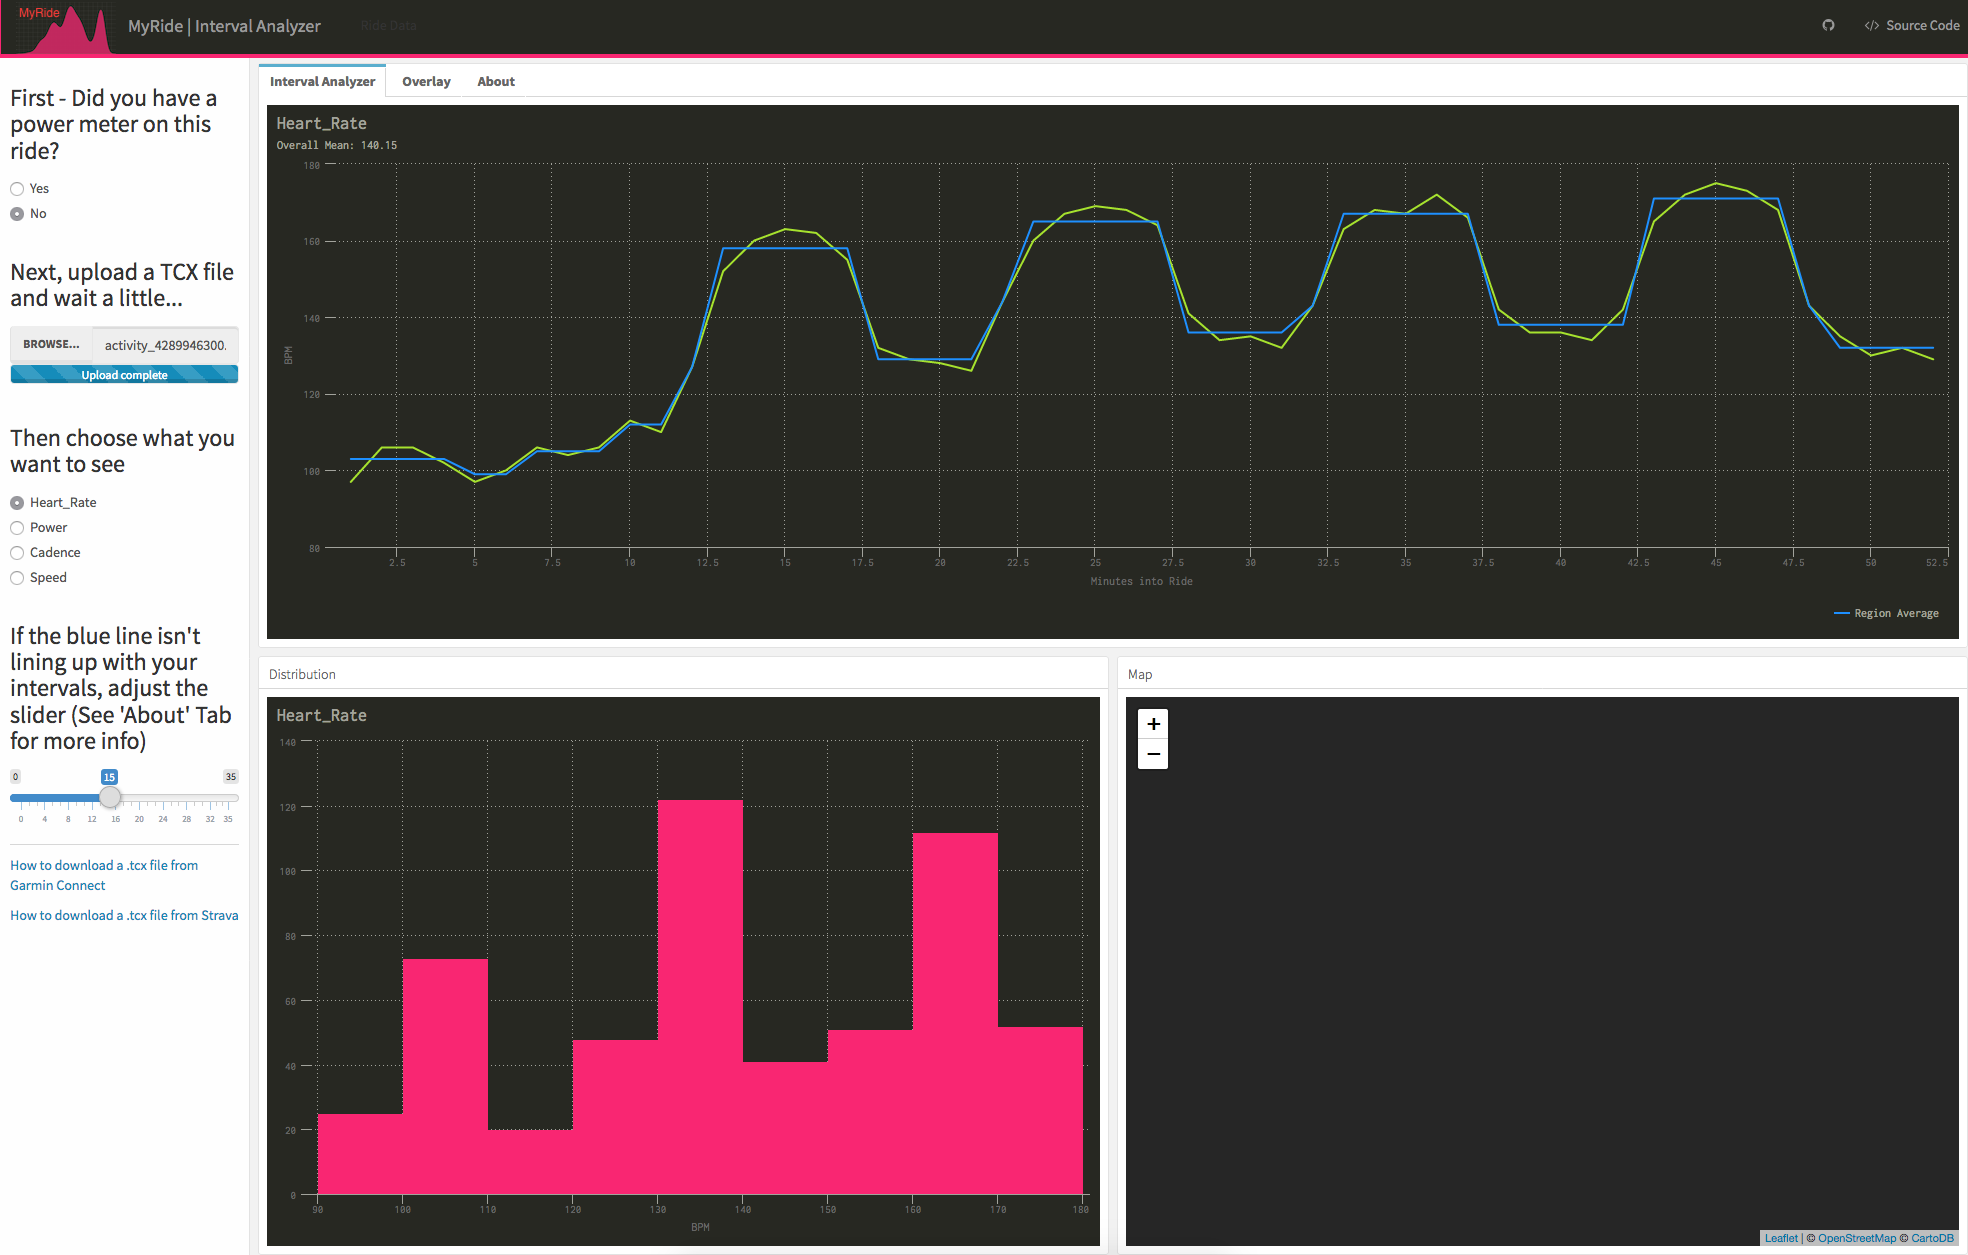 MyRide
MyRide | Interval Analyzer
Ride Data
</> Source Code
First - Did you have a
power meter on this
ride?
Yes
No
Next, upload a TCX file
and wait a little...
BROWSE...
activity_4289946300.
Upload complete
Then choose what you
want to see
Heart_Rate
Power
Cadence
Speed
If the blue line isn't
lining up with your
intervals, adjust the
slider (See 'About' Tab
for more info)
0 15 35
0 4 8 12 16 20 24 28 32 35
How to download a .tcx file from
Garmin Connect
How to download a .tcx file from Strava
Interval Analyzer Overlay About
Heart_Rate
Overall Mean: 140.15
180
160
140
BPM
120
100
80
2.5 5 7.5 10 12.5 15 17.5 20 22.5 25 27.5 30 32.5 35 37.5 40 42.5 45 47.5 50 52.5
Minutes into Ride
Region Average
Distribution
Heart_Rate
140
120
100
80
60
40
20
0
90 100 110 120 130 140 150 160 170 180
BPM
Map
+
−
Leaflet | © OpenStreetMap © CartoDB